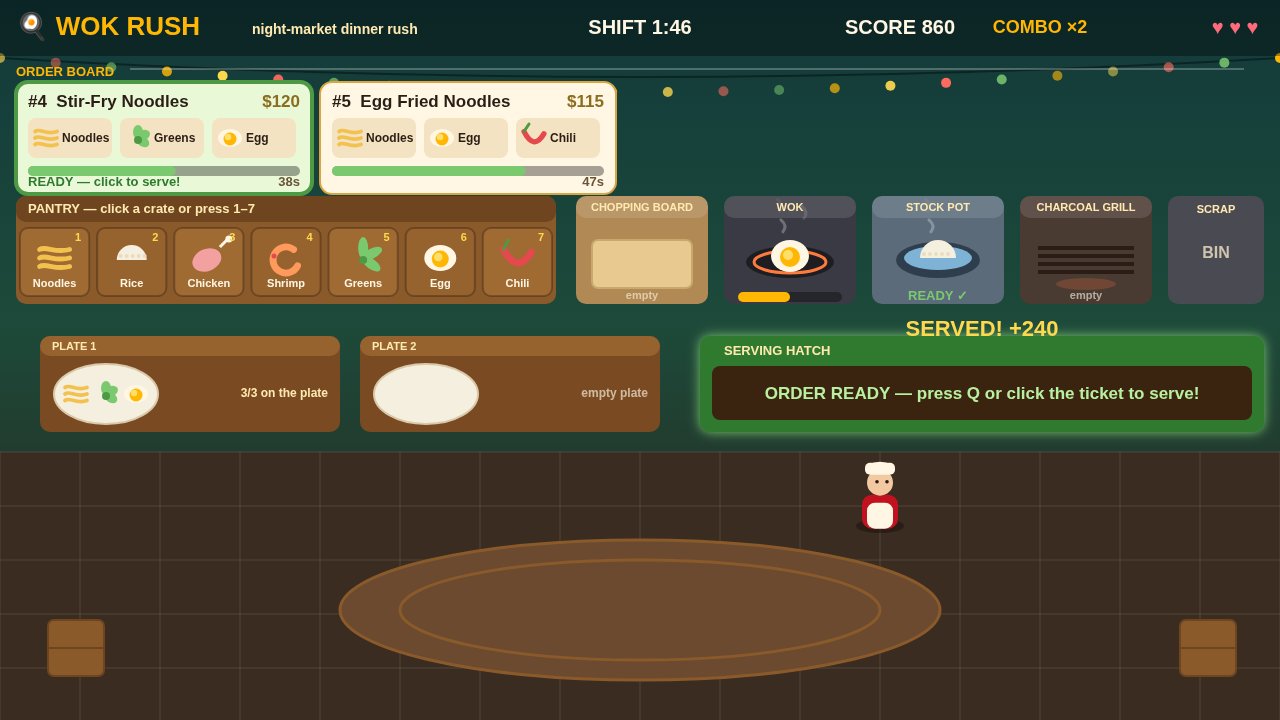 WOK RUSH
night-market dinner rush
SHIFT 1:46
SCORE 860
COMBO ×2
ORDER BOARD
#4 Stir-Fry Noodles $120
Noodles
Greens
Egg
READY — click to serve! 38s
#5 Egg Fried Noodles $115
Noodles
Egg
Chili
47s
PANTRY — click a crate or press 1–7
1
Noodles
2
Rice
3
Chicken
4
Shrimp
5
Greens
6
Egg
7
Chili
CHOPPING BOARD
empty
WOK
STOCK POT
READY ✓
CHARCOAL GRILL
empty
SCRAP
BIN
SERVED! +240
PLATE 1
3/3 on the plate
PLATE 2
empty plate
SERVING HATCH
ORDER READY — press Q or click the ticket to serve!